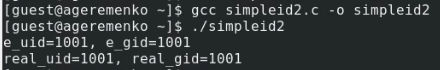 [guest@ageremenko ~]$ gcc simpleid2.c -o simpleid2
[guest@ageremenko ~]$ ./simpleid2
e_uid=1001, e_gid=1001
real_uid=1001, real_gid=1001